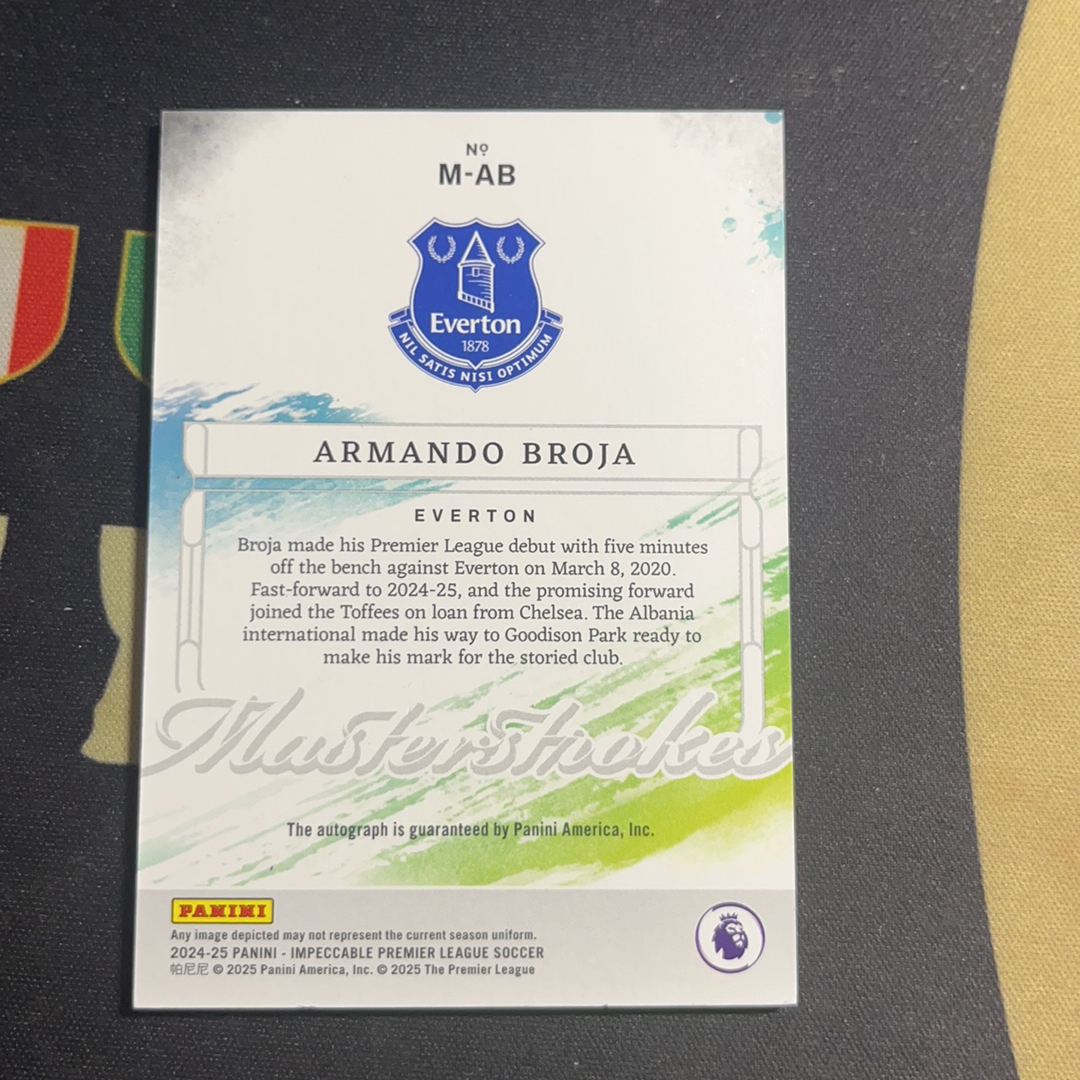 Nº
M-AB
Everton
1878
NIL SATIS NISI OPTIMUM
ARMANDO BROJA
EVERTON
Broja made his Premier League debut with five minutes
off the bench against Everton on March 8, 2020.
Fast-forward to 2024-25, and the promising forward
joined the Toffees on loan from Chelsea. The Albania
international made his way to Goodison Park ready to
make his mark for the storied club.
Masterstrokes
The autograph is guaranteed by Panini America, Inc.
PANINI
Any image depicted may not represent the current season uniform.
2024-25 PANINI - IMPECCABLE PREMIER LEAGUE SOCCER
帕尼尼 © 2025 Panini America, Inc. © 2025 The Premier League